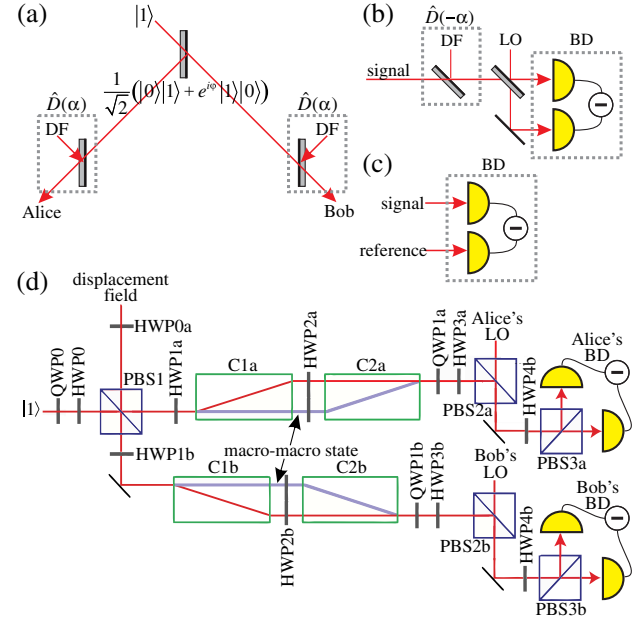 (a)
|1⟩
1/√2 (|0⟩|1⟩ + e^{iφ}|1⟩|0⟩)
D̂(α)
DF
Alice
D̂(α)
DF
Bob
(b)
D̂(-α)
DF
LO
BD
signal
(c)
BD
signal
reference
(d)
displacement
field
HWP0a
QWP0
HWP0
PBS1
HWP1a
|1⟩
HWP1b
C1a
HWP2a
C2a
QWP1a
HWP3a
Alice's
LO
PBS2a
HWP4b
Alice's
BD
PBS3a
macro-macro state
C1b
HWP2b
C2b
QWP1b
HWP3b
Bob's
LO
PBS2b
HWP4b
Bob's
BD
PBS3b